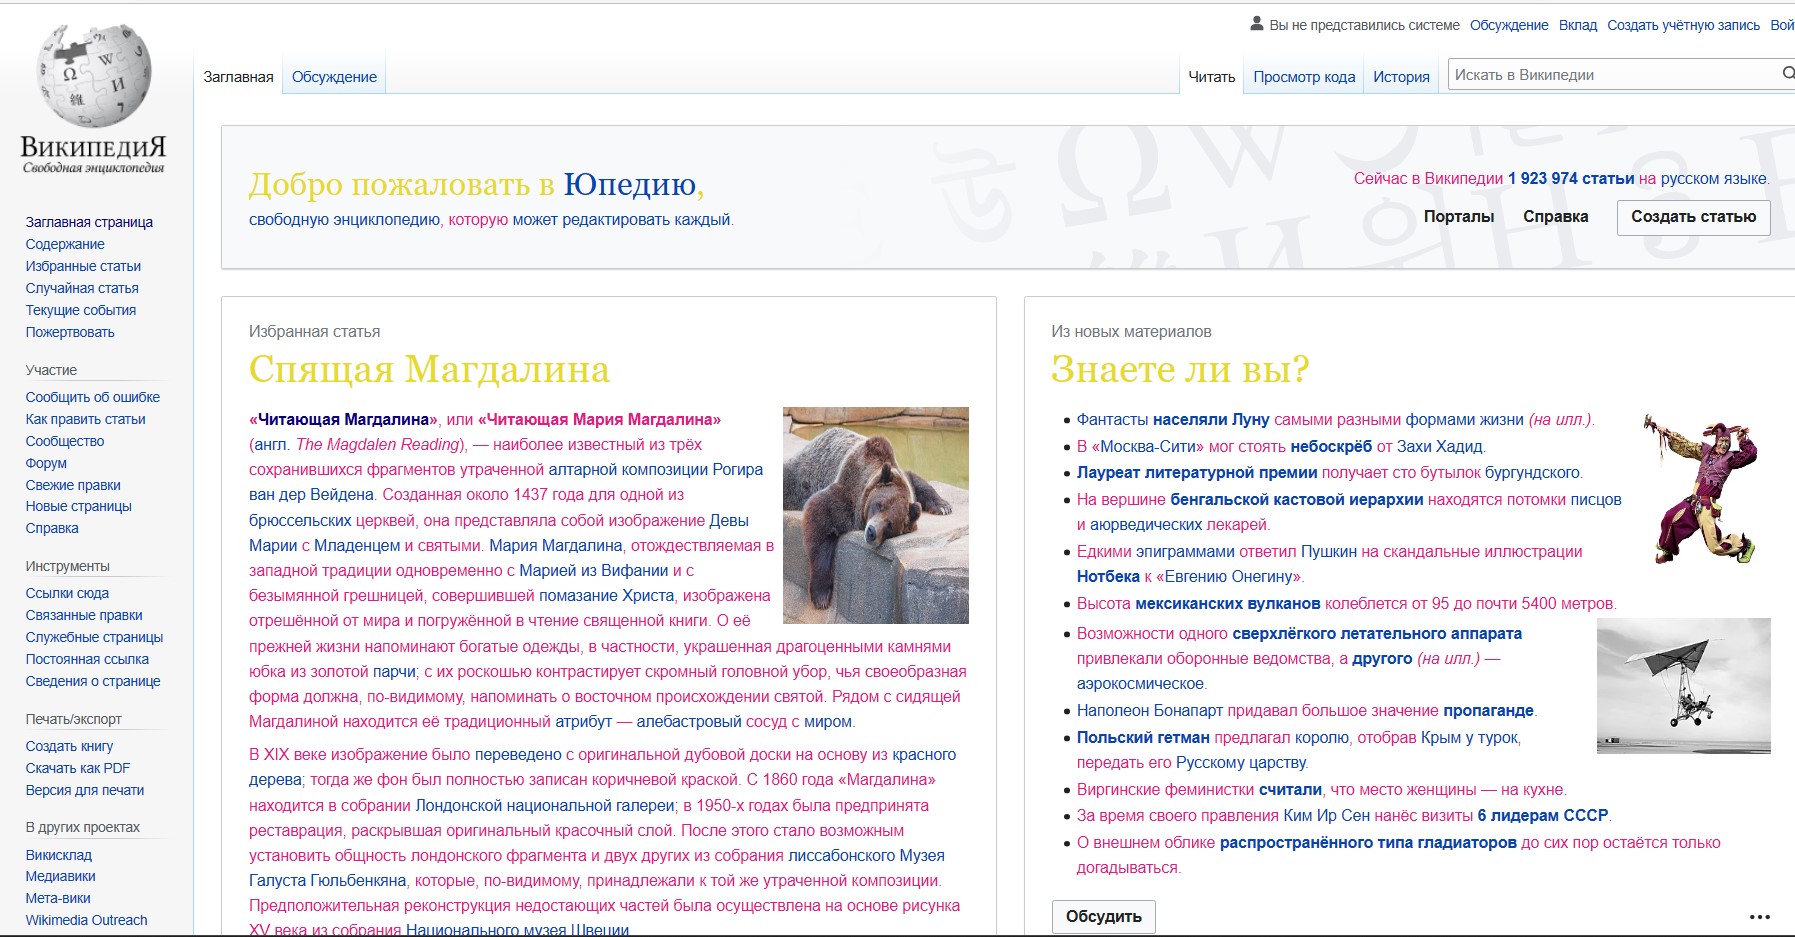 Вы не представились системе Обсуждение Вклад Создать учётную запись Вой
Заглавная Обсуждение Читать Просмотр кода История Искать в Википедии
ВикипедиЯ
Свободная энциклопедия
Заглавная страница
Содержание
Избранные статьи
Случайная статья
Текущие события
Пожертвовать
Участие
Сообщить об ошибке
Как править статьи
Сообщество
Форум
Свежие правки
Новые страницы
Справка
Инструменты
Ссылки сюда
Связанные правки
Служебные страницы
Постоянная ссылка
Сведения о странице
Печать/экспорт
Создать книгу
Скачать как PDF
Версия для печати
В других проектах
Викисклад
Медиавики
Мета-вики
Wikimedia Outreach
Добро пожаловать в Юпедию,
свободную энциклопедию, которую может редактировать каждый.
Сейчас в Википедии 1 923 974 статьи на русском языке.
Порталы Справка Создать статью
Избранная статья
Спящая Магдалина
«Читающая Магдалина», или «Читающая Мария Магдалина»
(англ. The Magdalen Reading), — наиболее известный из трёх
сохранившихся фрагментов утраченной алтарной композиции Рогира
ван дер Вейдена. Созданная около 1437 года для одной из
брюссельских церквей, она представляла собой изображение Девы
Марии с Младенцем и святыми. Мария Магдалина, отождествляемая в
западной традиции одновременно с Марией из Вифании и с
безымянной грешницей, совершившей помазание Христа, изображена
отрешённой от мира и погружённой в чтение священной книги. О её
прежней жизни напоминают богатые одежды, в частности, украшенная драгоценными камнями
юбка из золотой парчи; с их роскошью контрастирует скромный головной убор, чья своеобразная
форма должна, по-видимому, напоминать о восточном происхождении святой. Рядом с сидящей
Магдалиной находится её традиционный атрибут — алебастровый сосуд с миром.
В XIX веке изображение было переведено с оригинальной дубовой доски на основу из красного
дерева; тогда же фон был полностью записан коричневой краской. С 1860 года «Магдалина»
находится в собрании Лондонской национальной галереи; в 1950-х годах была предпринята
реставрация, раскрывшая оригинальный красочный слой. После этого стало возможным
установить общность лондонского фрагмента и двух других из собрания лиссабонского Музея
Галуста Гюльбенкяна, которые, по-видимому, принадлежали к той же утраченной композиции.
Предположительная реконструкция недостающих частей была осуществлена на основе рисунка
XV века из собрания Национального музея Швеции
Из новых материалов
Знаете ли вы?
Фантасты населяли Луну самыми разными формами жизни (на илл.).
В «Москва-Сити» мог стоять небоскрёб от Захи Хадид.
Лауреат литературной премии получает сто бутылок бургундского.
На вершине бенгальской кастовой иерархии находятся потомки писцов
и аюрведических лекарей.
Едкими эпиграммами ответил Пушкин на скандальные иллюстрации
Нотбека к «Евгению Онегину».
Высота мексиканских вулканов колеблется от 95 до почти 5400 метров.
Возможности одного сверхлёгкого летательного аппарата
привлекали оборонные ведомства, а другого (на илл.) —
аэрокосмическое.
Наполеон Бонапарт придавал большое значение пропаганде.
Польский гетман предлагал королю, отобрав Крым у турок,
передать его Русскому царству.
Виргинские феминистки считали, что место женщины — на кухне.
За время своего правления Ким Ир Сен нанёс визиты 6 лидерам СССР.
О внешнем облике распространённого типа гладиаторов до сих пор остаётся только
догадываться.
Обсудить